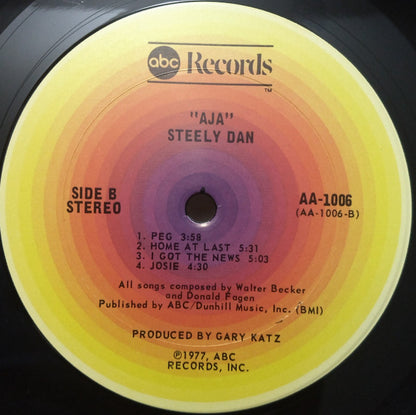 abc Records
TM
"AJA"
STEELY DAN
SIDE B
STEREO
AA-1006
(AA-1006-B)
1. PEG 3:58
2. HOME AT LAST 5:31
3. I GOT THE NEWS 5:03
4. JOSIE 4:30
All songs composed by Walter Becker
and Donald Fagen
Published by ABC/Dunhill Music, Inc. (BMI)
PRODUCED BY GARY KATZ
℗1977, ABC
RECORDS, INC.